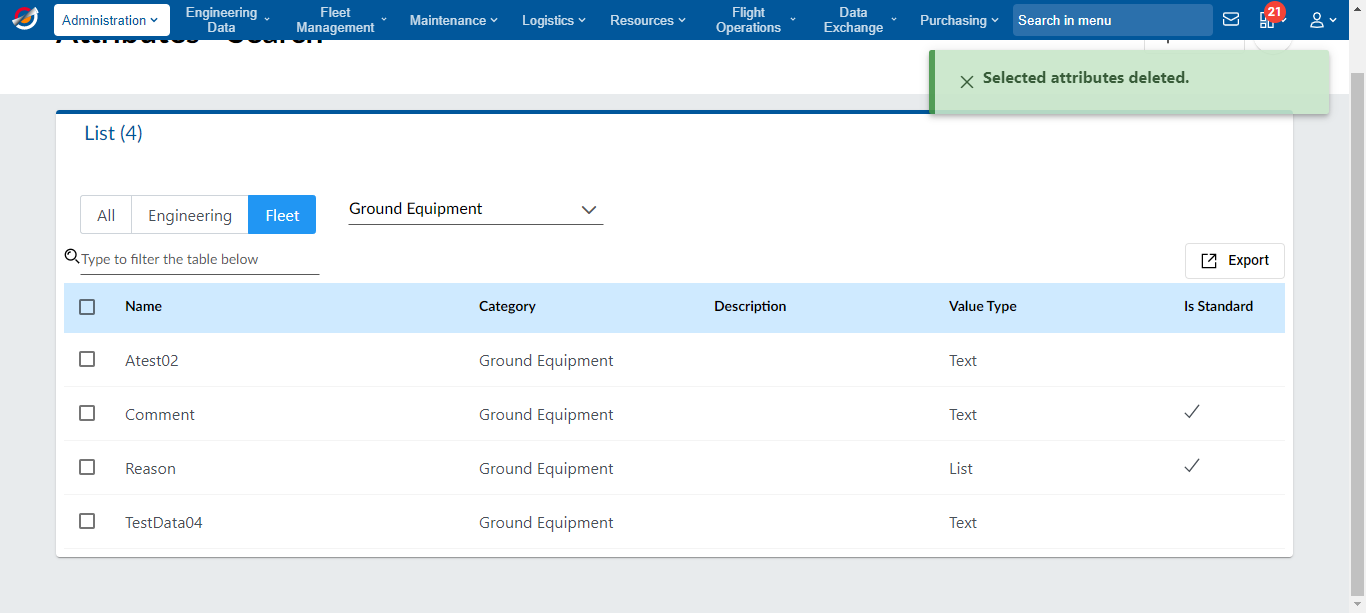 Administration
Engineering
Data
Fleet
Management
Maintenance
Logistics
Resources
Flight
Operations
Data
Exchange
Purchasing
Search in menu
21
Attributes - Search
Selected attributes deleted.
List (4)
All
Engineering
Fleet
Ground Equipment
Type to filter the table below
Export
Name Category Description Value Type Is Standard
Atest02 Ground Equipment Text
Comment Ground Equipment Text
Reason Ground Equipment List
TestData04 Ground Equipment Text